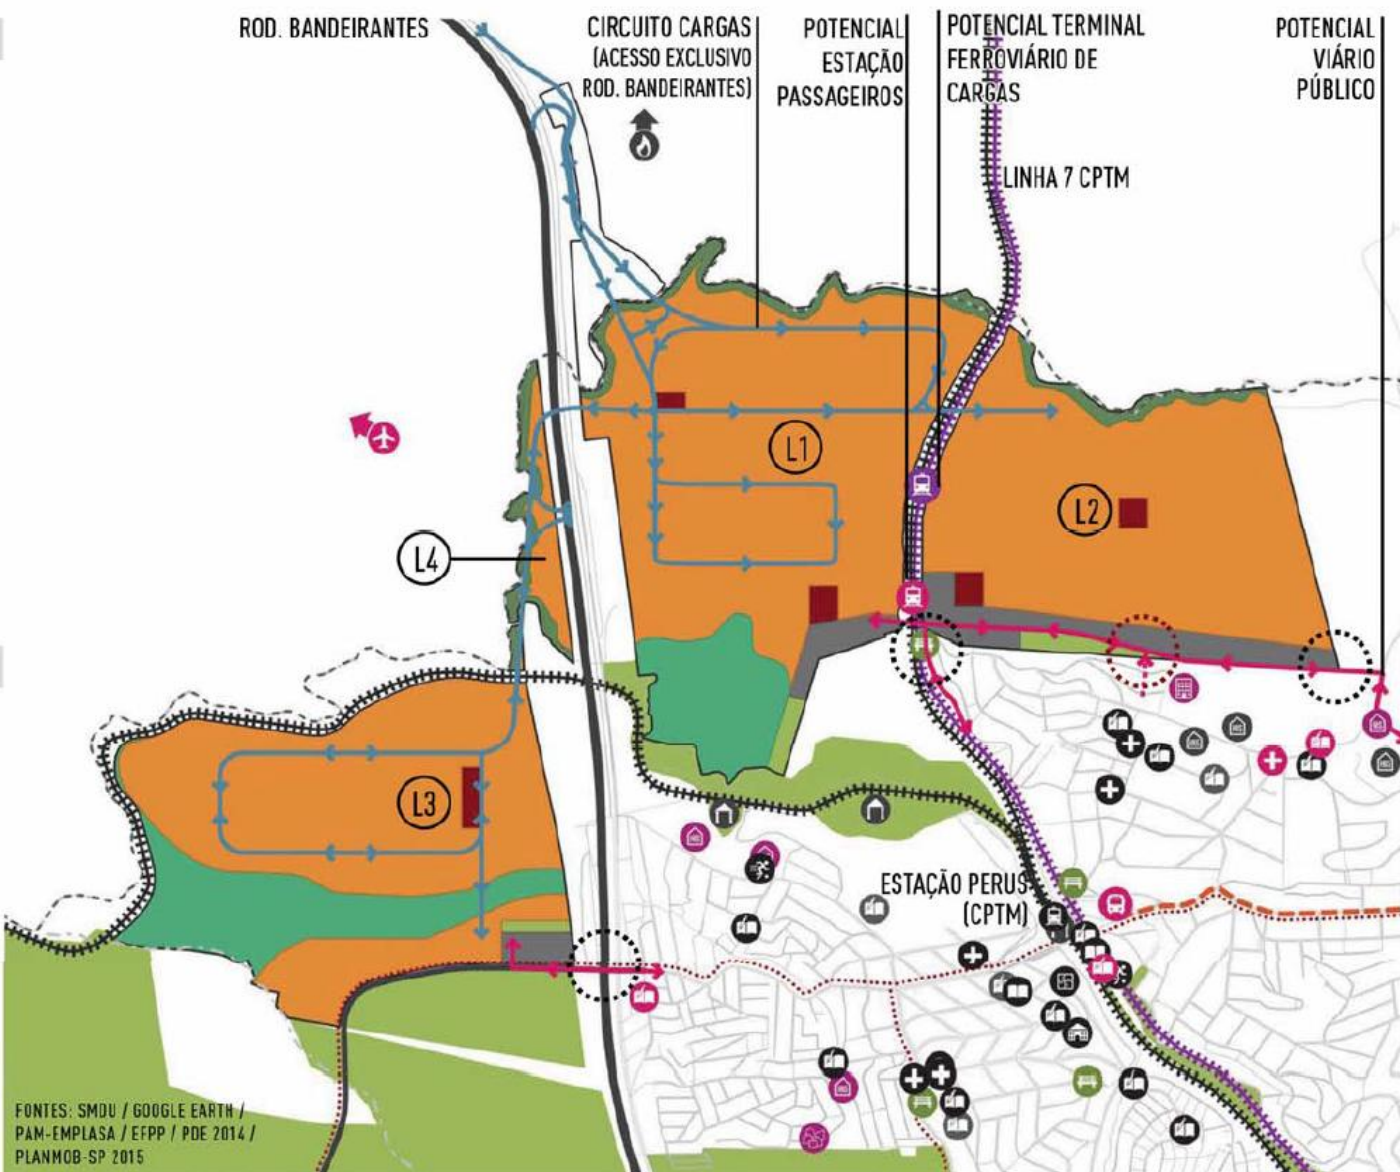 ROD. BANDEIRANTES
CIRCUITO CARGAS
(ACESSO EXCLUSIVO
ROD. BANDEIRANTES)
POTENCIAL
ESTAÇÃO
PASSAGEIROS
POTENCIAL TERMINAL
FERROVIÁRIO DE
CARGAS
POTENCIAL
VIÁRIO
PÚBLICO
LINHA 7 CPTM
L1
L2
L4
L3
ESTAÇÃO PERUS
(CPTM)
FONTES: SMDU / GOOGLE EARTH /
PAM-EMPLASA / EFPP / PDE 2014 /
PLANMOB-SP 2015